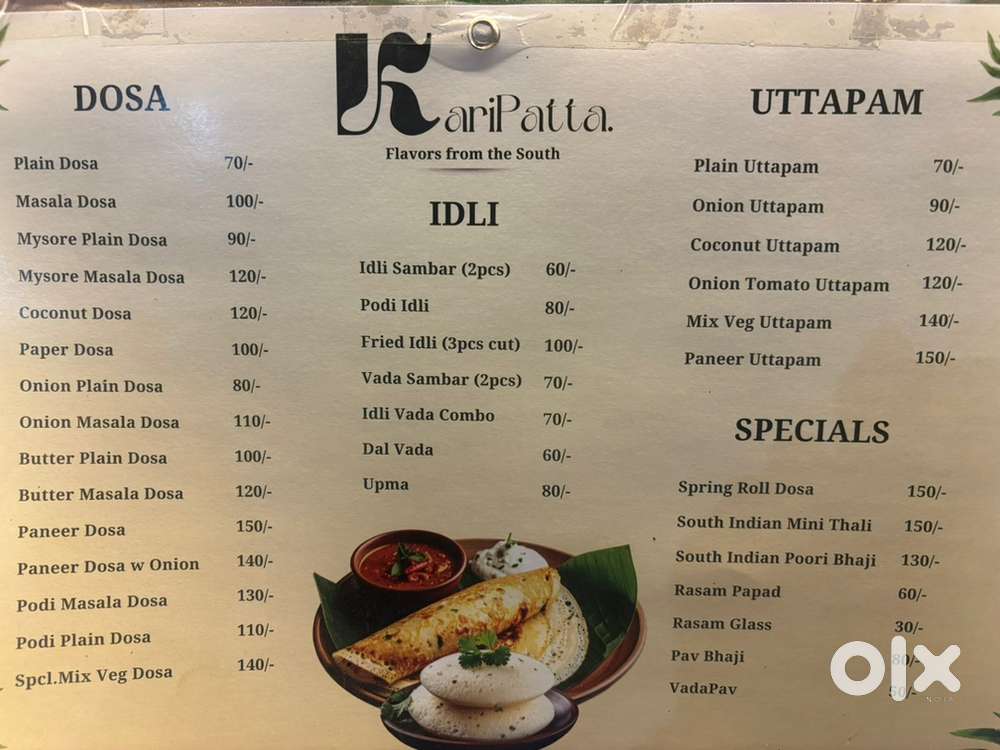 KariPatta.
Flavors from the South
DOSA
Plain Dosa 70/-
Masala Dosa 100/-
Mysore Plain Dosa 90/-
Mysore Masala Dosa 120/-
Coconut Dosa 120/-
Paper Dosa 100/-
Onion Plain Dosa 80/-
Onion Masala Dosa 110/-
Butter Plain Dosa 100/-
Butter Masala Dosa 120/-
Paneer Dosa 150/-
Paneer Dosa w Onion 140/-
Podi Masala Dosa 130/-
Podi Plain Dosa 110/-
Spcl.Mix Veg Dosa 140/-
IDLI
Idli Sambar (2pcs) 60/-
Podi Idli 80/-
Fried Idli (3pcs cut) 100/-
Vada Sambar (2pcs) 70/-
Idli Vada Combo 70/-
Dal Vada 60/-
Upma 80/-
UTTAPAM
Plain Uttapam 70/-
Onion Uttapam 90/-
Coconut Uttapam 120/-
Onion Tomato Uttapam 120/-
Mix Veg Uttapam 140/-
Paneer Uttapam 150/-
SPECIALS
Spring Roll Dosa 150/-
South Indian Mini Thali 150/-
South Indian Poori Bhaji 130/-
Rasam Papad 60/-
Rasam Glass 30/-
Pav Bhaji 80/-
VadaPav
olx